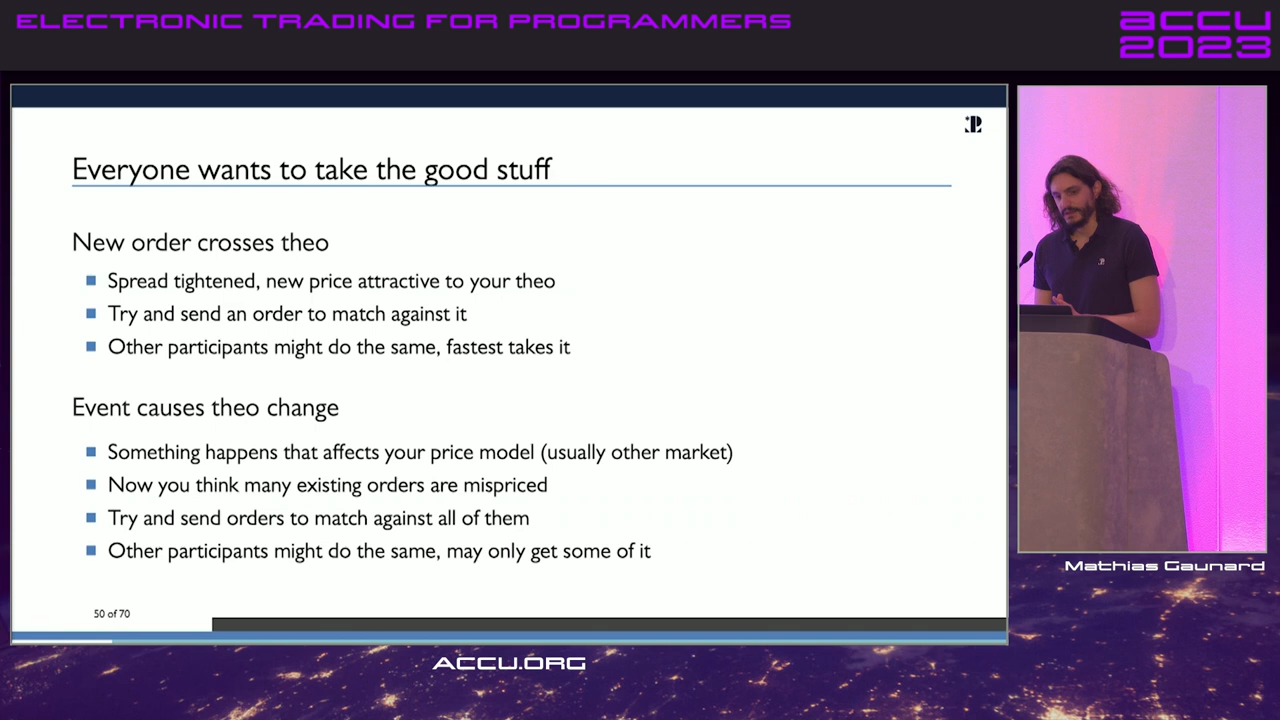 ELECTRONIC TRADING FOR PROGRAMMERS
accu
2023
Everyone wants to take the good stuff
New order crosses theo
Spread tightened, new price attractive to your theo
Try and send an order to match against it
Other participants might do the same, fastest takes it
Event causes theo change
Something happens that affects your price model (usually other market)
Now you think many existing orders are mispriced
Try and send orders to match against all of them
Other participants might do the same, may only get some of it
50 of 70
Mathias Gaunard
ACCU.ORG